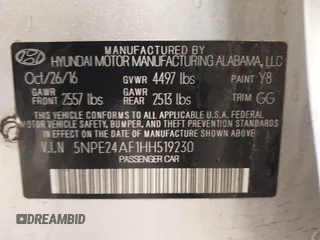 MANUFACTURED BY
HYUNDAI MOTOR MANUFACTURING ALABAMA, LLC
Oct/26/16 GVWR 4497 lbs PAINT Y8
GAWR FRONT 2557 lbs GAWR REAR 2513 lbs TRIM GG
THIS VEHICLE CONFORMS TO ALL APPLICABLE U.S.A. FEDERAL
MOTOR VEHICLE SAFETY, BUMPER, AND THEFT PREVENTION
STANDARDS IN EFFECT ON THE DATE OF MANUFACTURE SHOWN ABOVE.
V.I.N 5NPE24AF1HH519230
PASSENGER CAR
DREAMBID